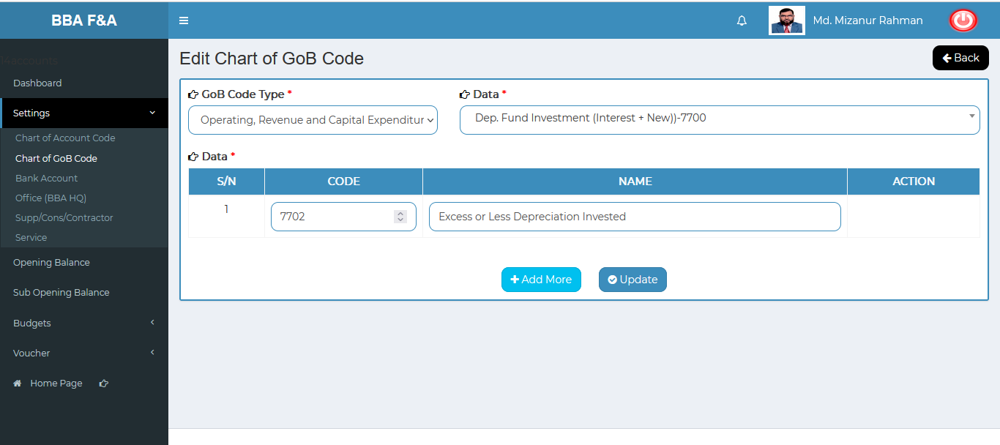 BBA F&A
Md. Mizanur Rahman
14accounts
Dashboard
Settings
Chart of Account Code
Chart of GoB Code
Bank Account
Office (BBA HQ)
Supp/Cons/Contractor
Service
Opening Balance
Sub Opening Balance
Budgets
Voucher
Home Page
Edit Chart of GoB Code
Back
GoB Code Type *
Data *
Operating, Revenue and Capital Expenditur
Dep. Fund Investment (Interest + New))-7700
Data *
S/N CODE NAME ACTION
1 7702 Excess or Less Depreciation Invested
Add More
Update